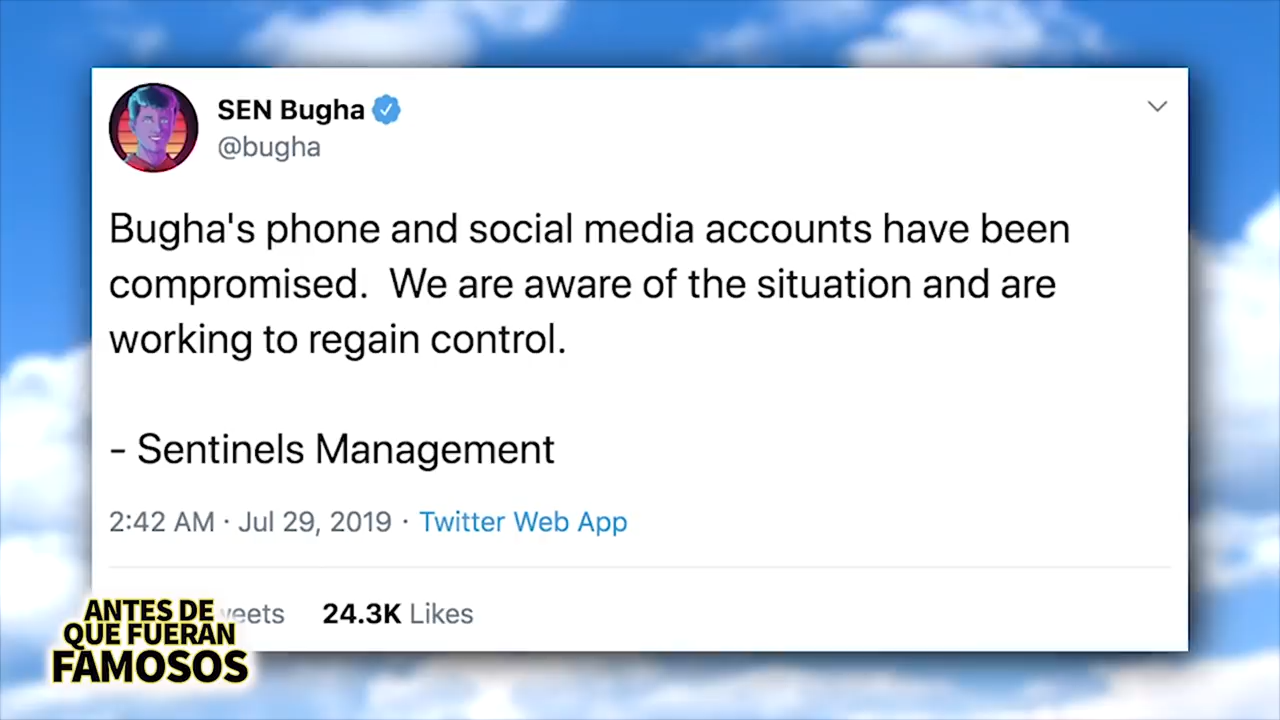 SEN Bugha
@bugha
Bugha's phone and social media accounts have been
compromised.  We are aware of the situation and are
working to regain control.
- Sentinels Management
2:42 AM · Jul 29, 2019 · Twitter Web App
24.3K Likes
ANTES DE
QUE FUERAN
FAMOSOS